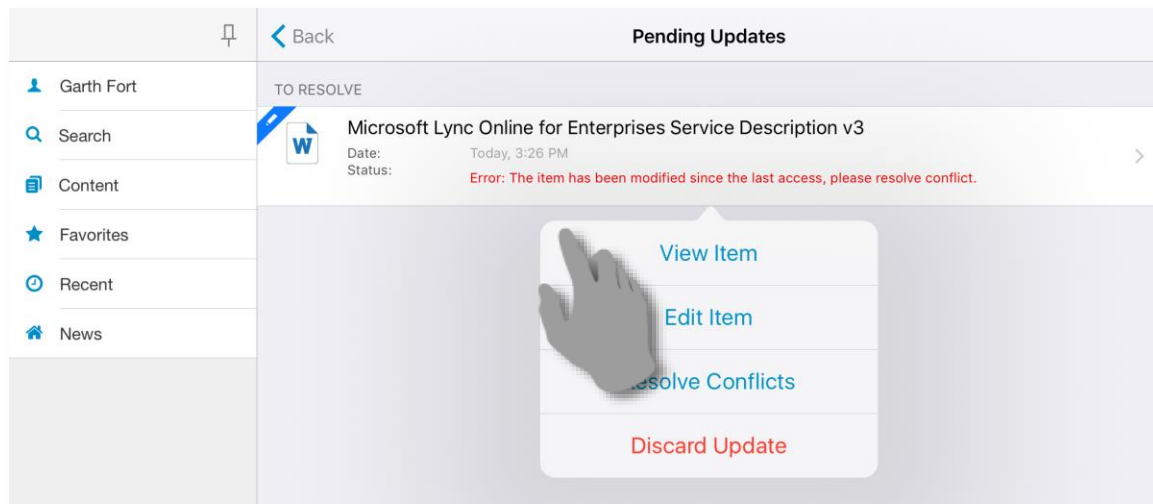 Back
Pending Updates
Garth Fort
Search
Content
Favorites
Recent
News
TO RESOLVE
W
Microsoft Lync Online for Enterprises Service Description v3
Date: Today, 3:26 PM
Status: Error: The item has been modified since the last access, please resolve conflict.
View Item
Edit Item
Resolve Conflicts
Discard Update